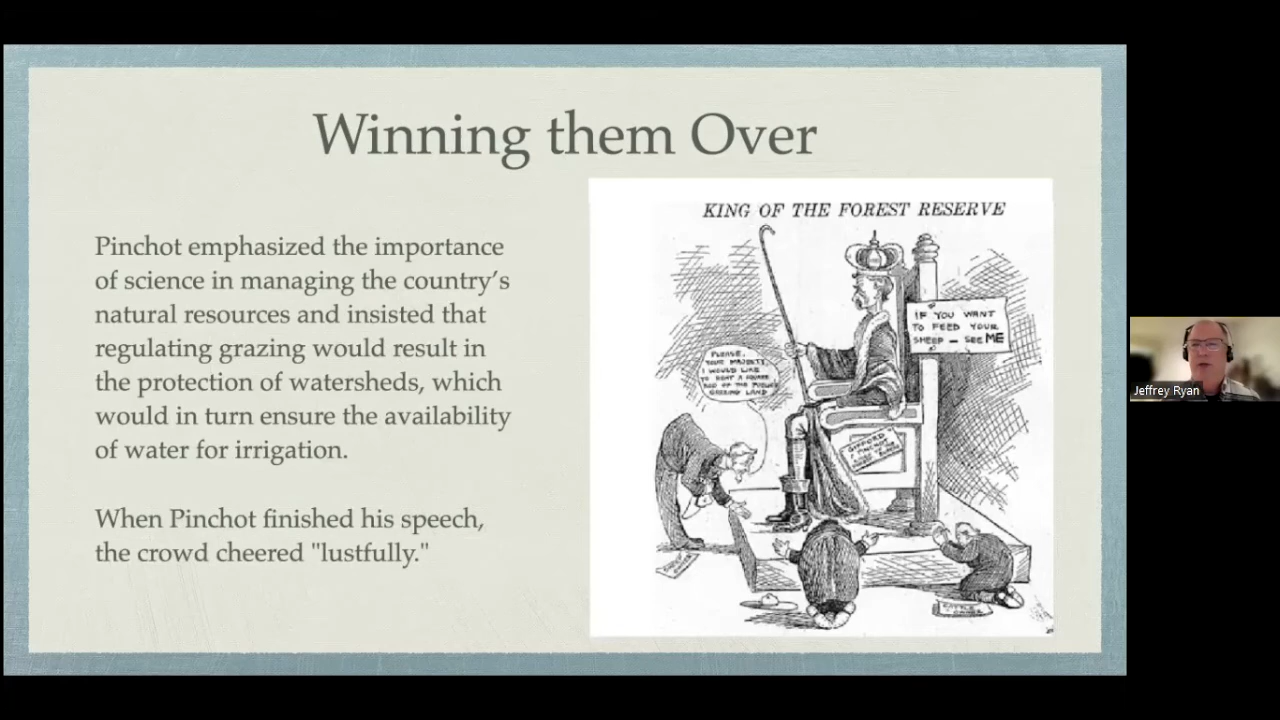 Winning them Over
Pinchot emphasized the importance
of science in managing the country's
natural resources and insisted that
regulating grazing would result in
the protection of watersheds, which
would in turn ensure the availability
of water for irrigation.
When Pinchot finished his speech,
the crowd cheered "lustfully."
KING OF THE FOREST RESERVE
IF YOU WANT
TO FEED YOUR
SHEEP — SEE ME
PLEASE,
YOUR MAJESTY,
I WOULD LIKE
TO RENT A SQUARE
ROD OF THE PUBLIC
GRAZING LAND
GIFFORD
Jeffrey Ryan